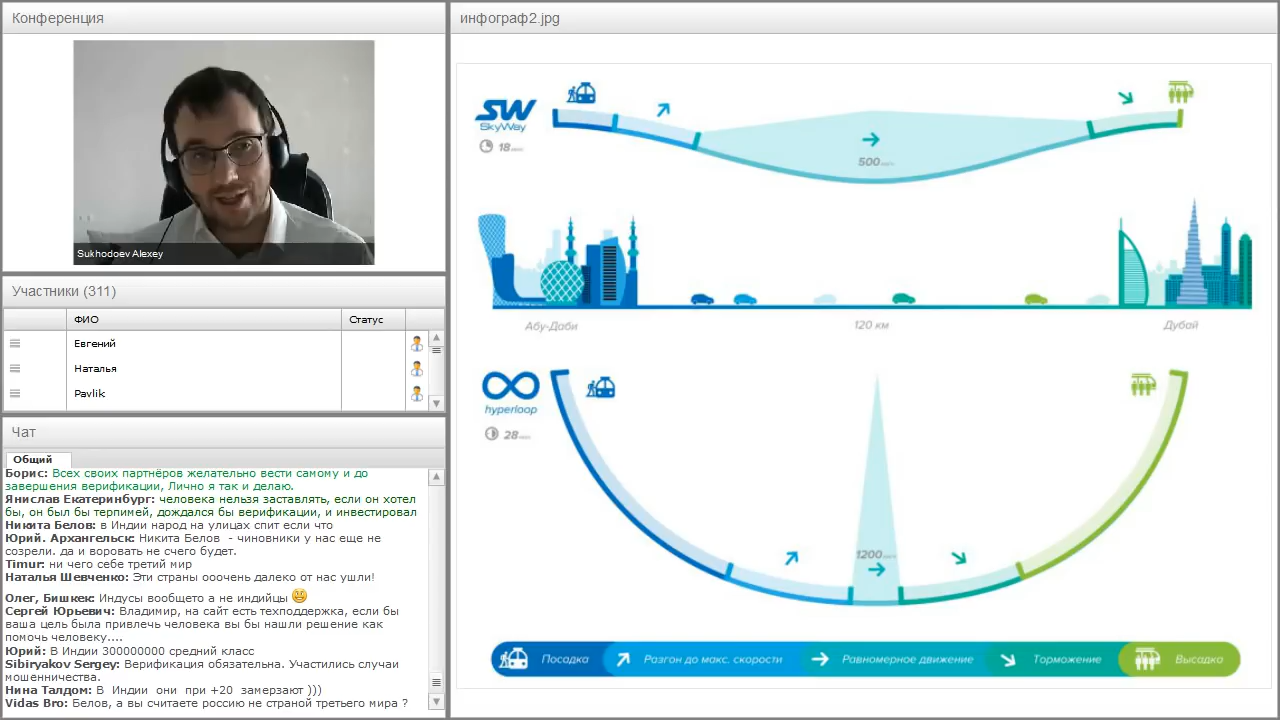 Конференция
Sukhodoev Alexey
Участники (311)
ФИО
Статус
Евгений
Наталья
Pavlik
Чат
Общий
Борис: Всех своих партнёров желательно вести самому и до
завершения верификации, Лично я так и делаю.
Янислав Екатеринбург: человека нельзя заставлять, если он хотел
бы, он был бы терпимей, дождался бы верификации, и инвестировал
Никита Белов: в Индии народ на улицах спит если что
Юрий. Архангельск: Никита Белов - чиновники у нас еще не
созрели. да и воровать не счего будет.
Timur: ни чего себе третий мир
Наталья Шевченко: Эти страны ооочень далеко от нас ушли!
Олег, Бишкек: Индусы вообщето а не индийцы
Сергей Юрьевич: Владимир, на сайт есть техподдержка, если бы
ваша цель была привлечь человека вы бы нашли решение как
помочь человеку....
Юрий: В Индии 300000000 средний класс
Sibiryakov Sergey: Верификация обязательна. Участились случаи
мошенничества.
Нина Талдом: В Индии они при +20 замерзают )))
Vidas Bro: Белов, а вы считаете россию не страной третьего мира ?
инфограф2.jpg
SW
SkyWay
18 мин
500 км/ч
Абу-Даби
120 км
Дубай
hyperloop
28 мин
1200 км/ч
Посадка
Разгон до макс. скорости
Равномерное движение
Торможение
Высадка